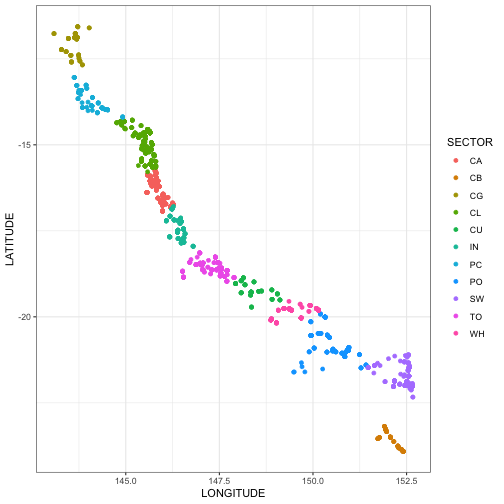 -15
-20
LATITUDE
145.0 147.5 150.0 152.5
LONGITUDE
SECTOR
CA
CB
CG
CL
CU
IN
PC
PO
SW
TO
WH